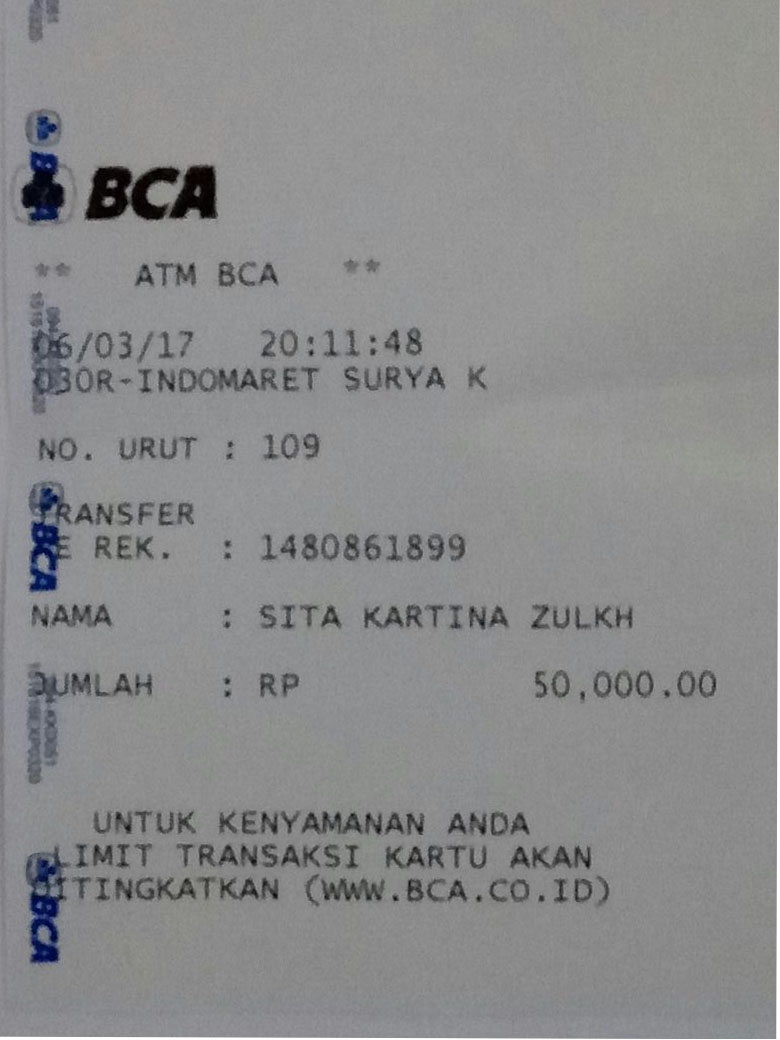 BCA
** ATM BCA **
06/03/17 20:11:48
030R-INDOMARET SURYA K
NO. URUT : 109
TRANSFER
E REK. : 1480861899
NAMA : SITA KARTINA ZULKH
JUMLAH : RP 50,000.00
UNTUK KENYAMANAN ANDA
LIMIT TRANSAKSI KARTU AKAN
DITINGKATKAN (WWW.BCA.CO.ID)
BCA
BCA
BCA